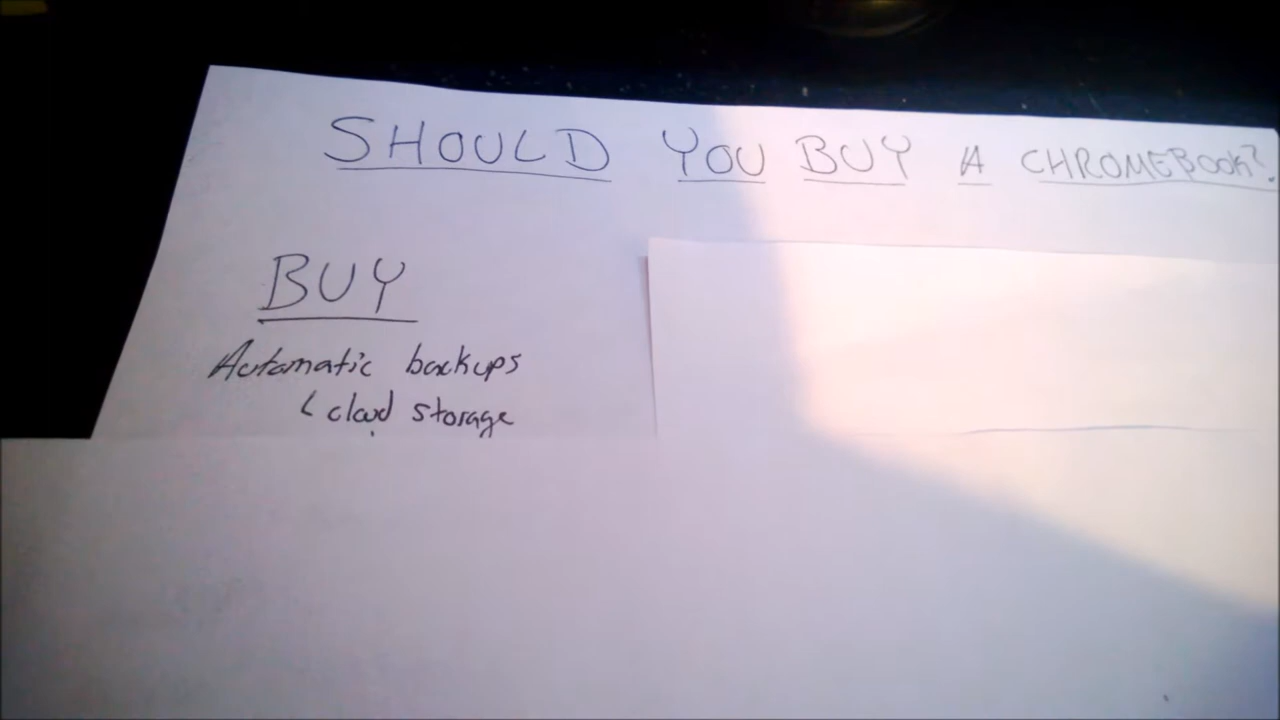 SHOULD YOU BUY A CHROMEBOOK?
BUY
Automatic backups
< cloud storage